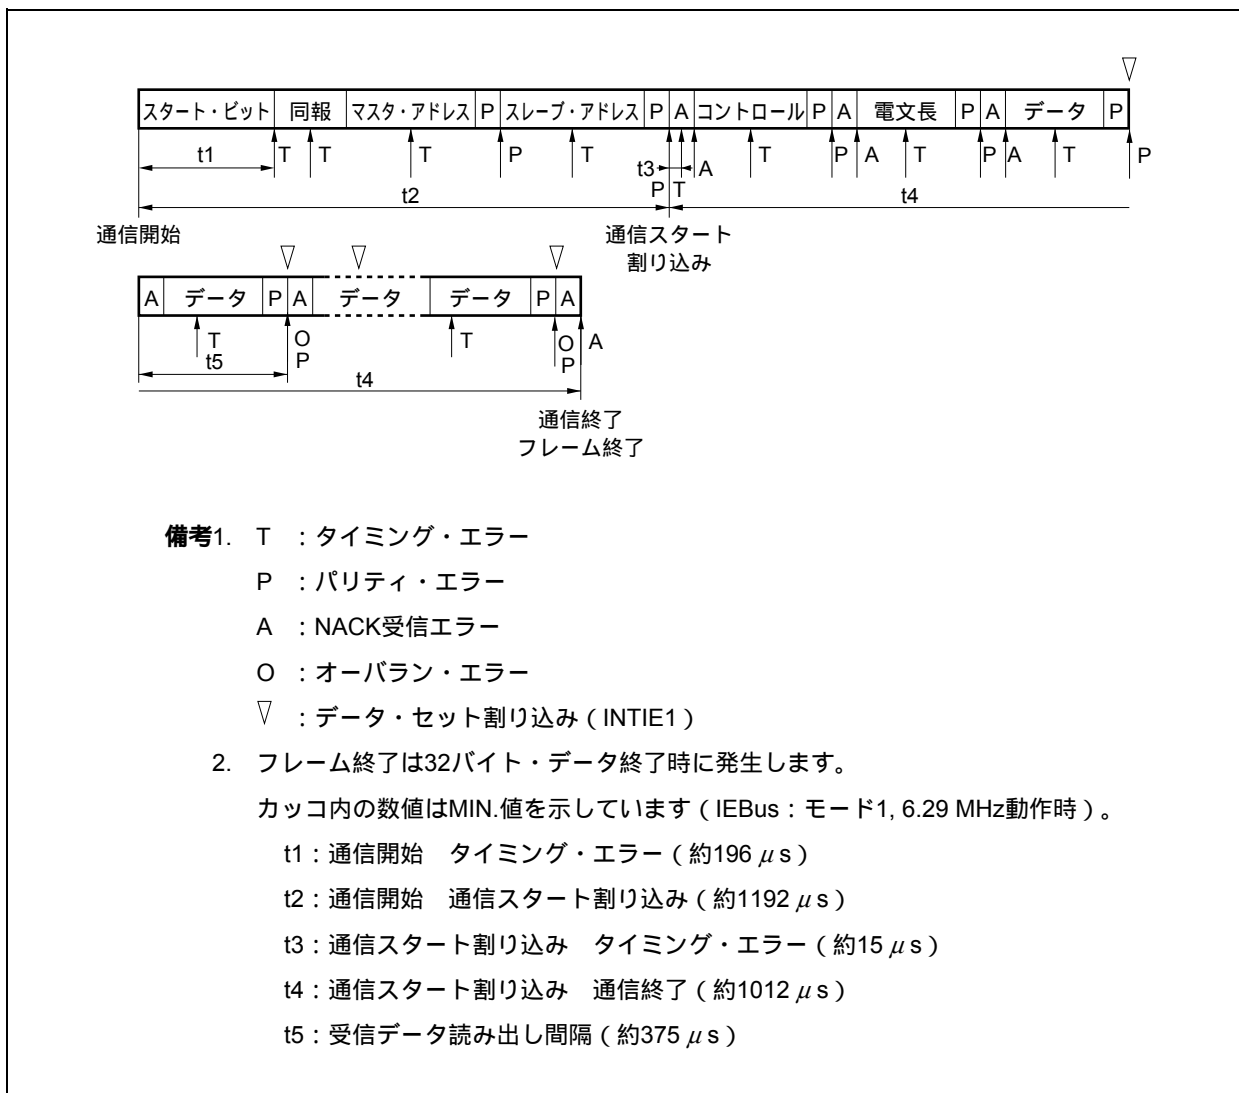 ▽
スタート・ビット 同報 マスタ・アドレス P スレーブ・アドレス P A コントロール P A 電文長 P A データ P
t1 T T T P T t3 A T P A T P A T P
P T
t2 t4
通信開始 通信スタート
割り込み
▽ ▽ ▽
A データ P A データ データ P A
T O T O A
t5 P P
t4
通信終了
フレーム終了
備考1. T :タイミング・エラー
P :パリティ・エラー
A :NACK受信エラー
O :オーバラン・エラー
▽ :データ・セット割り込み(INTIE1)
2. フレーム終了は32バイト・データ終了時に発生します。
カッコ内の数値はMIN.値を示しています(IEBus:モード1, 6.29 MHz動作時)。
t1:通信開始 タイミング・エラー(約196 μs)
t2:通信開始 通信スタート割り込み(約1192 μs)
t3:通信スタート割り込み タイミング・エラー(約15 μs)
t4:通信スタート割り込み 通信終了(約1012 μs)
t5:受信データ読み出し間隔(約375 μs)